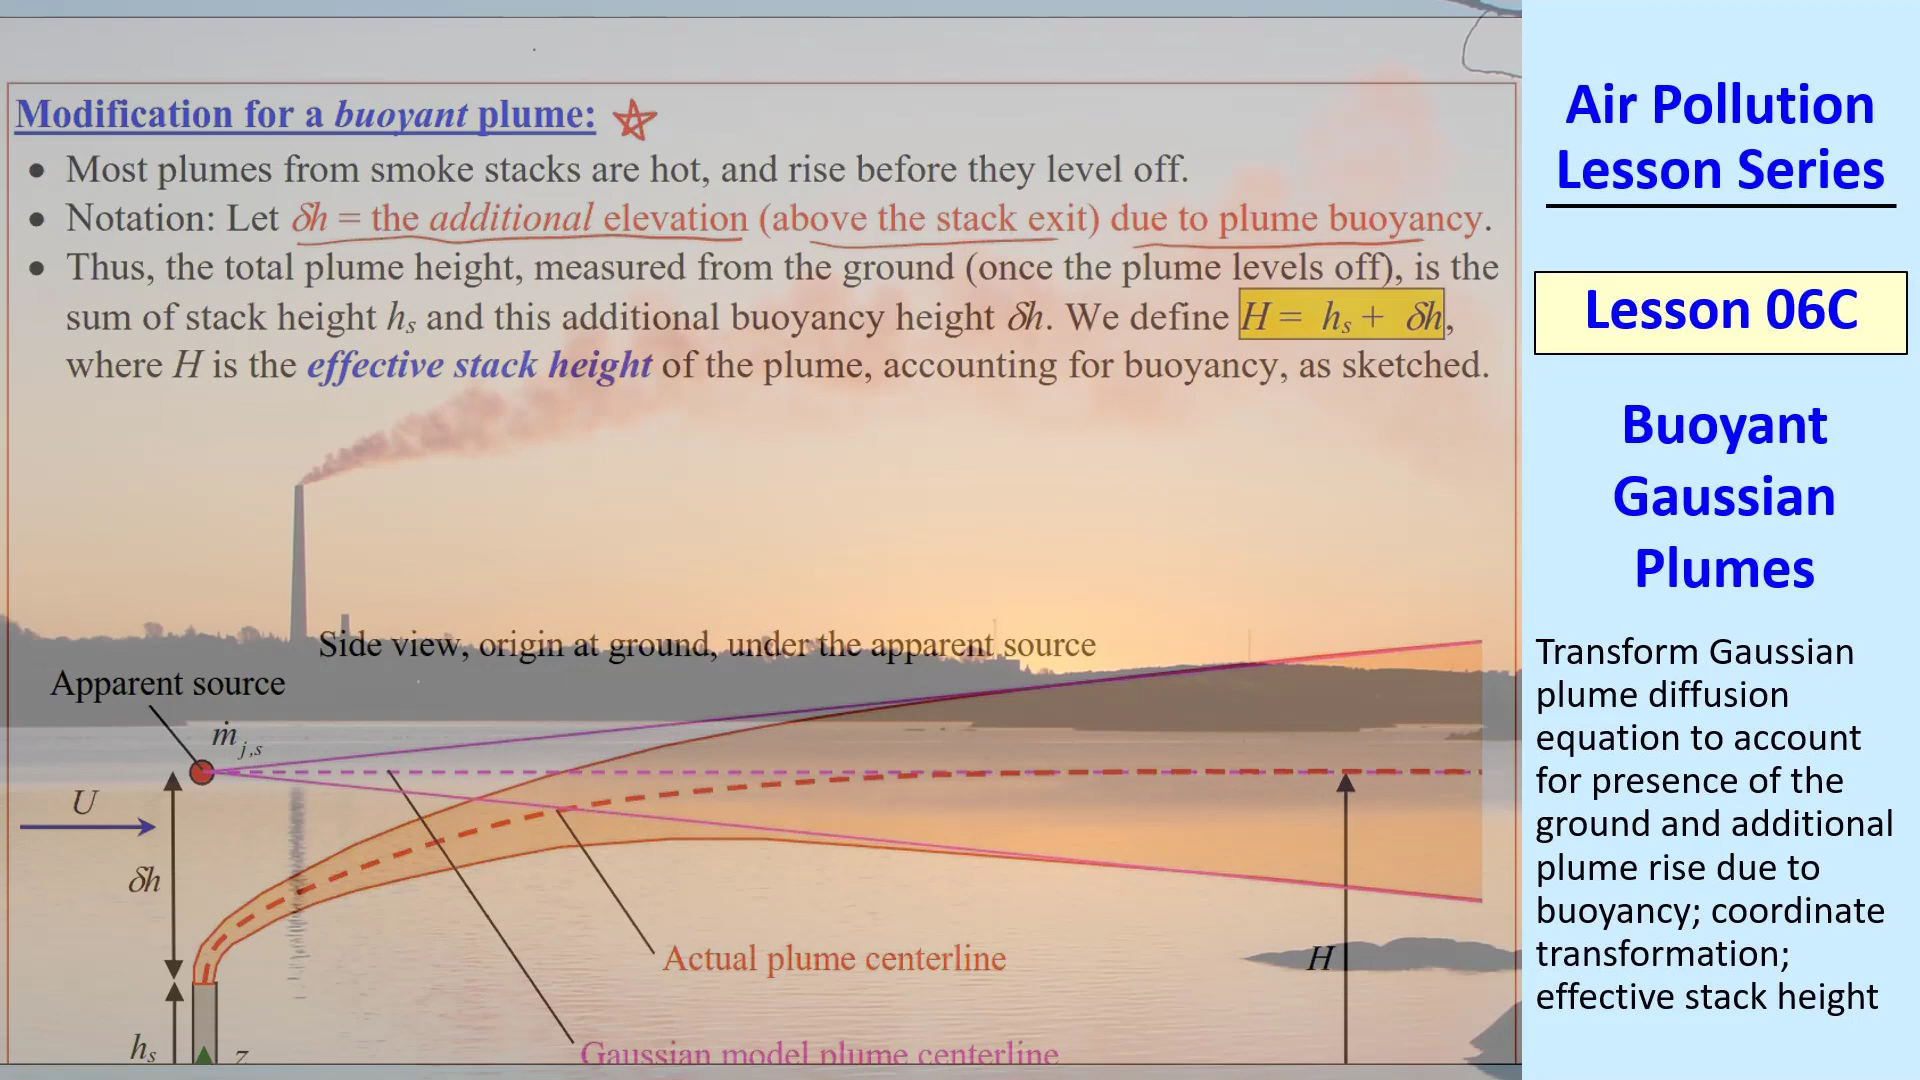 Modification for a buoyant plume:
• Most plumes from smoke stacks are hot, and rise before they level off.
• Notation: Let δh = the additional elevation (above the stack exit) due to plume buoyancy.
• Thus, the total plume height, measured from the ground (once the plume levels off), is the
sum of stack height hₛ and this additional buoyancy height δh. We define H = hₛ + δh,
where H is the effective stack height of the plume, accounting for buoyancy, as sketched.
Side view, origin at ground, under the apparent source
Apparent source
ṁ j,s
U
δh
Actual plume centerline
H
hₛ
z
Gaussian model plume centerline
Air Pollution
Lesson Series
Lesson 06C
Buoyant
Gaussian
Plumes
Transform Gaussian
plume diffusion
equation to account
for presence of the
ground and additional
plume rise due to
buoyancy; coordinate
transformation;
effective stack height